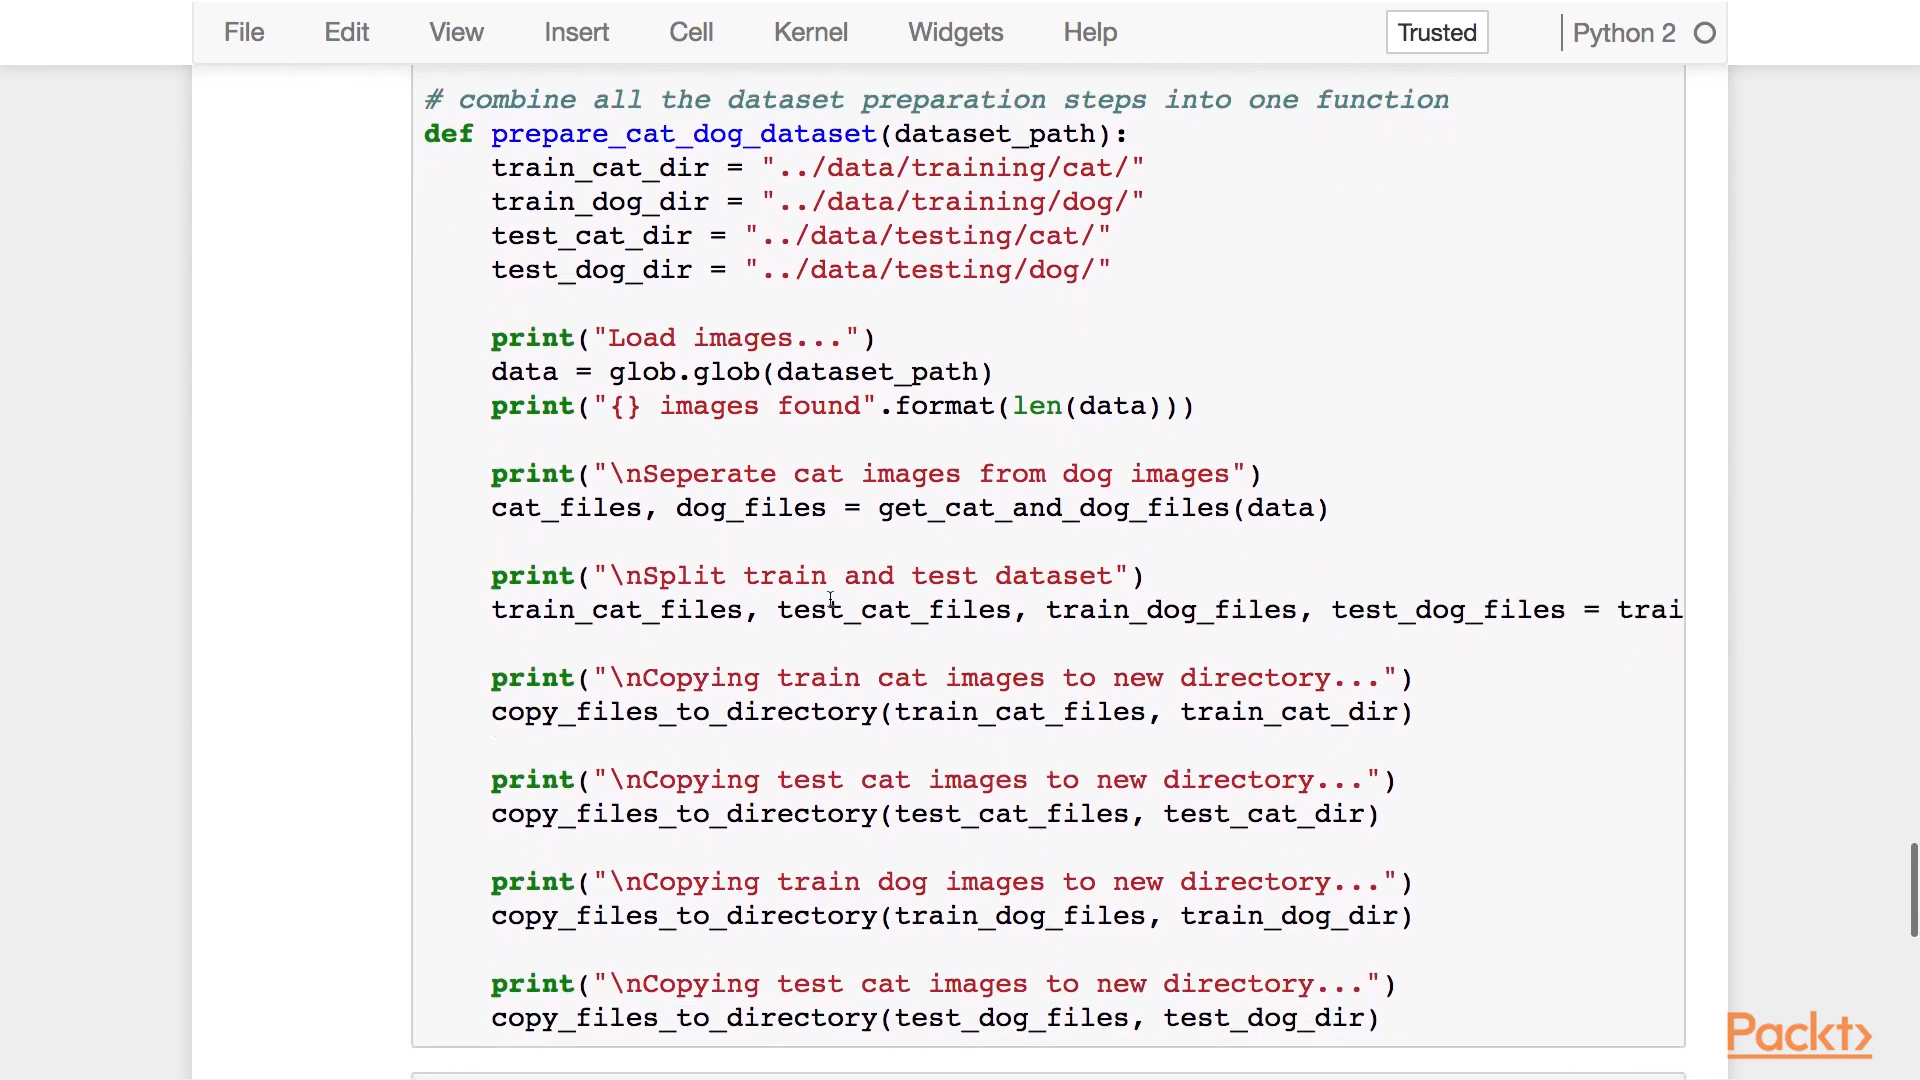 File Edit View Insert Cell Kernel Widgets Help Trusted Python 2
# combine all the dataset preparation steps into one function
def prepare_cat_dog_dataset(dataset_path):
    train_cat_dir = "../data/training/cat/"
    train_dog_dir = "../data/training/dog/"
    test_cat_dir = "../data/testing/cat/"
    test_dog_dir = "../data/testing/dog/"
    print("Load images...")
    data = glob.glob(dataset_path)
    print("{} images found".format(len(data)))
    print("\nSeperate cat images from dog images")
    cat_files, dog_files = get_cat_and_dog_files(data)
    print("\nSplit train and test dataset")
    train_cat_files, test_cat_files, train_dog_files, test_dog_files = trai
    print("\nCopying train cat images to new directory...")
    copy_files_to_directory(train_cat_files, train_cat_dir)
    print("\nCopying test cat images to new directory...")
    copy_files_to_directory(test_cat_files, test_cat_dir)
    print("\nCopying train dog images to new directory...")
    copy_files_to_directory(train_dog_files, train_dog_dir)
    print("\nCopying test cat images to new directory...")
    copy_files_to_directory(test_dog_files, test_dog_dir)
Packt>